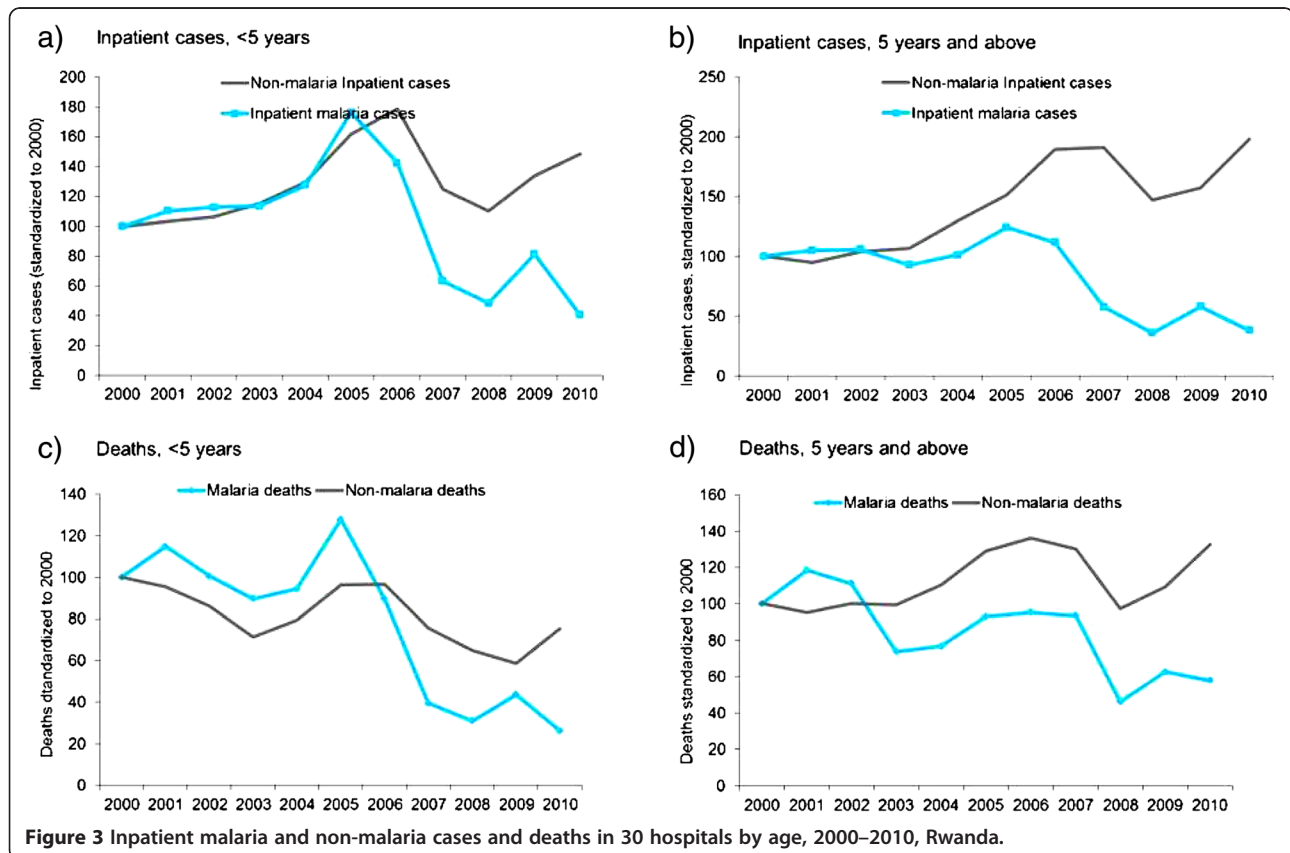 a) Inpatient cases, <5 years
Inpatient cases (standardized to 2000)
200
180
160
140
120
100
80
60
40
20
0
Non-malaria Inpatient cases
Inpatient malaria cases
2000 2001 2002 2003 2004 2005 2006 2007 2008 2009 2010
b) Inpatient cases, 5 years and above
Inpatient cases, standardized to 2000)
250
200
150
100
50
0
Non-malaria Inpatient cases
Inpatient malaria cases
2000 2001 2002 2003 2004 2005 2006 2007 2008 2009 2010
c) Deaths, <5 years
Deaths dtandardized to 2000
140
120
100
80
60
40
20
0
Malaria deaths Non-malaria deaths
2000 2001 2002 2003 2004 2005 2006 2007 2008 2009 2010
d) Deaths, 5 years and above
Deaths standardized to 2000
160
140
120
100
80
60
40
20
0
Malaria deaths Non-malaria deaths
2000 2001 2002 2003 2004 2005 2006 2007 2008 2009 2010
Figure 3 Inpatient malaria and non-malaria cases and deaths in 30 hospitals by age, 2000–2010, Rwanda.